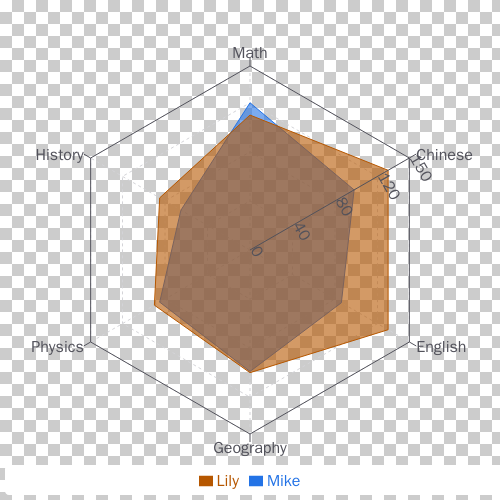 Math
History
Chinese
150
120
80
40
0
Physics
English
Geography
Lily Mike